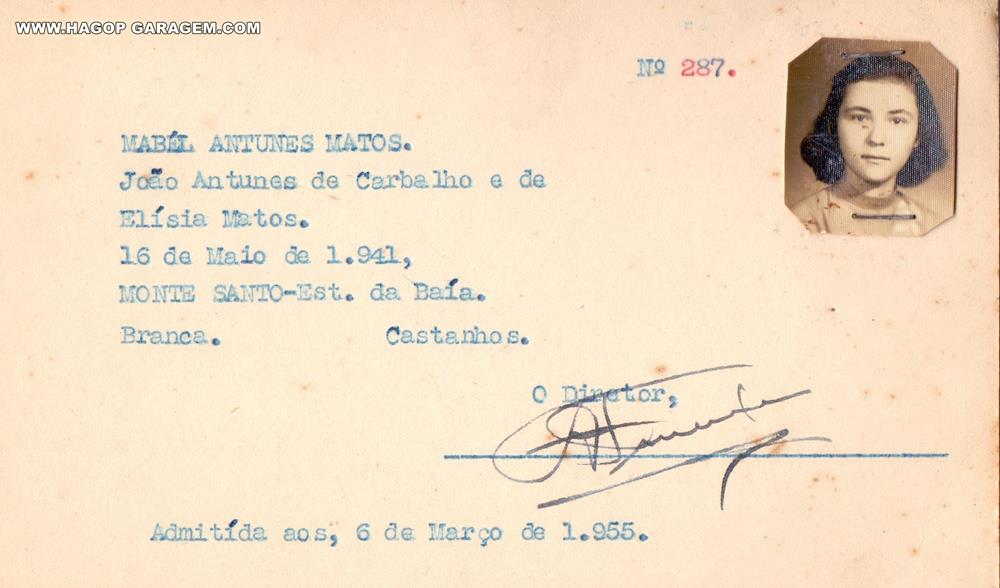 WWW.HAGOP GARAGEM.COM
Nº 287.
MABÉL ANTUNES MATOS.
João Antunes de Carbalho e de
Elísia Matos.
16 de Maio de 1.941,
MONTE SANTO-Est. da Baía.
Branca. Castanhos.
O Diretor,
Admitída aos, 6 de Março de 1.955.